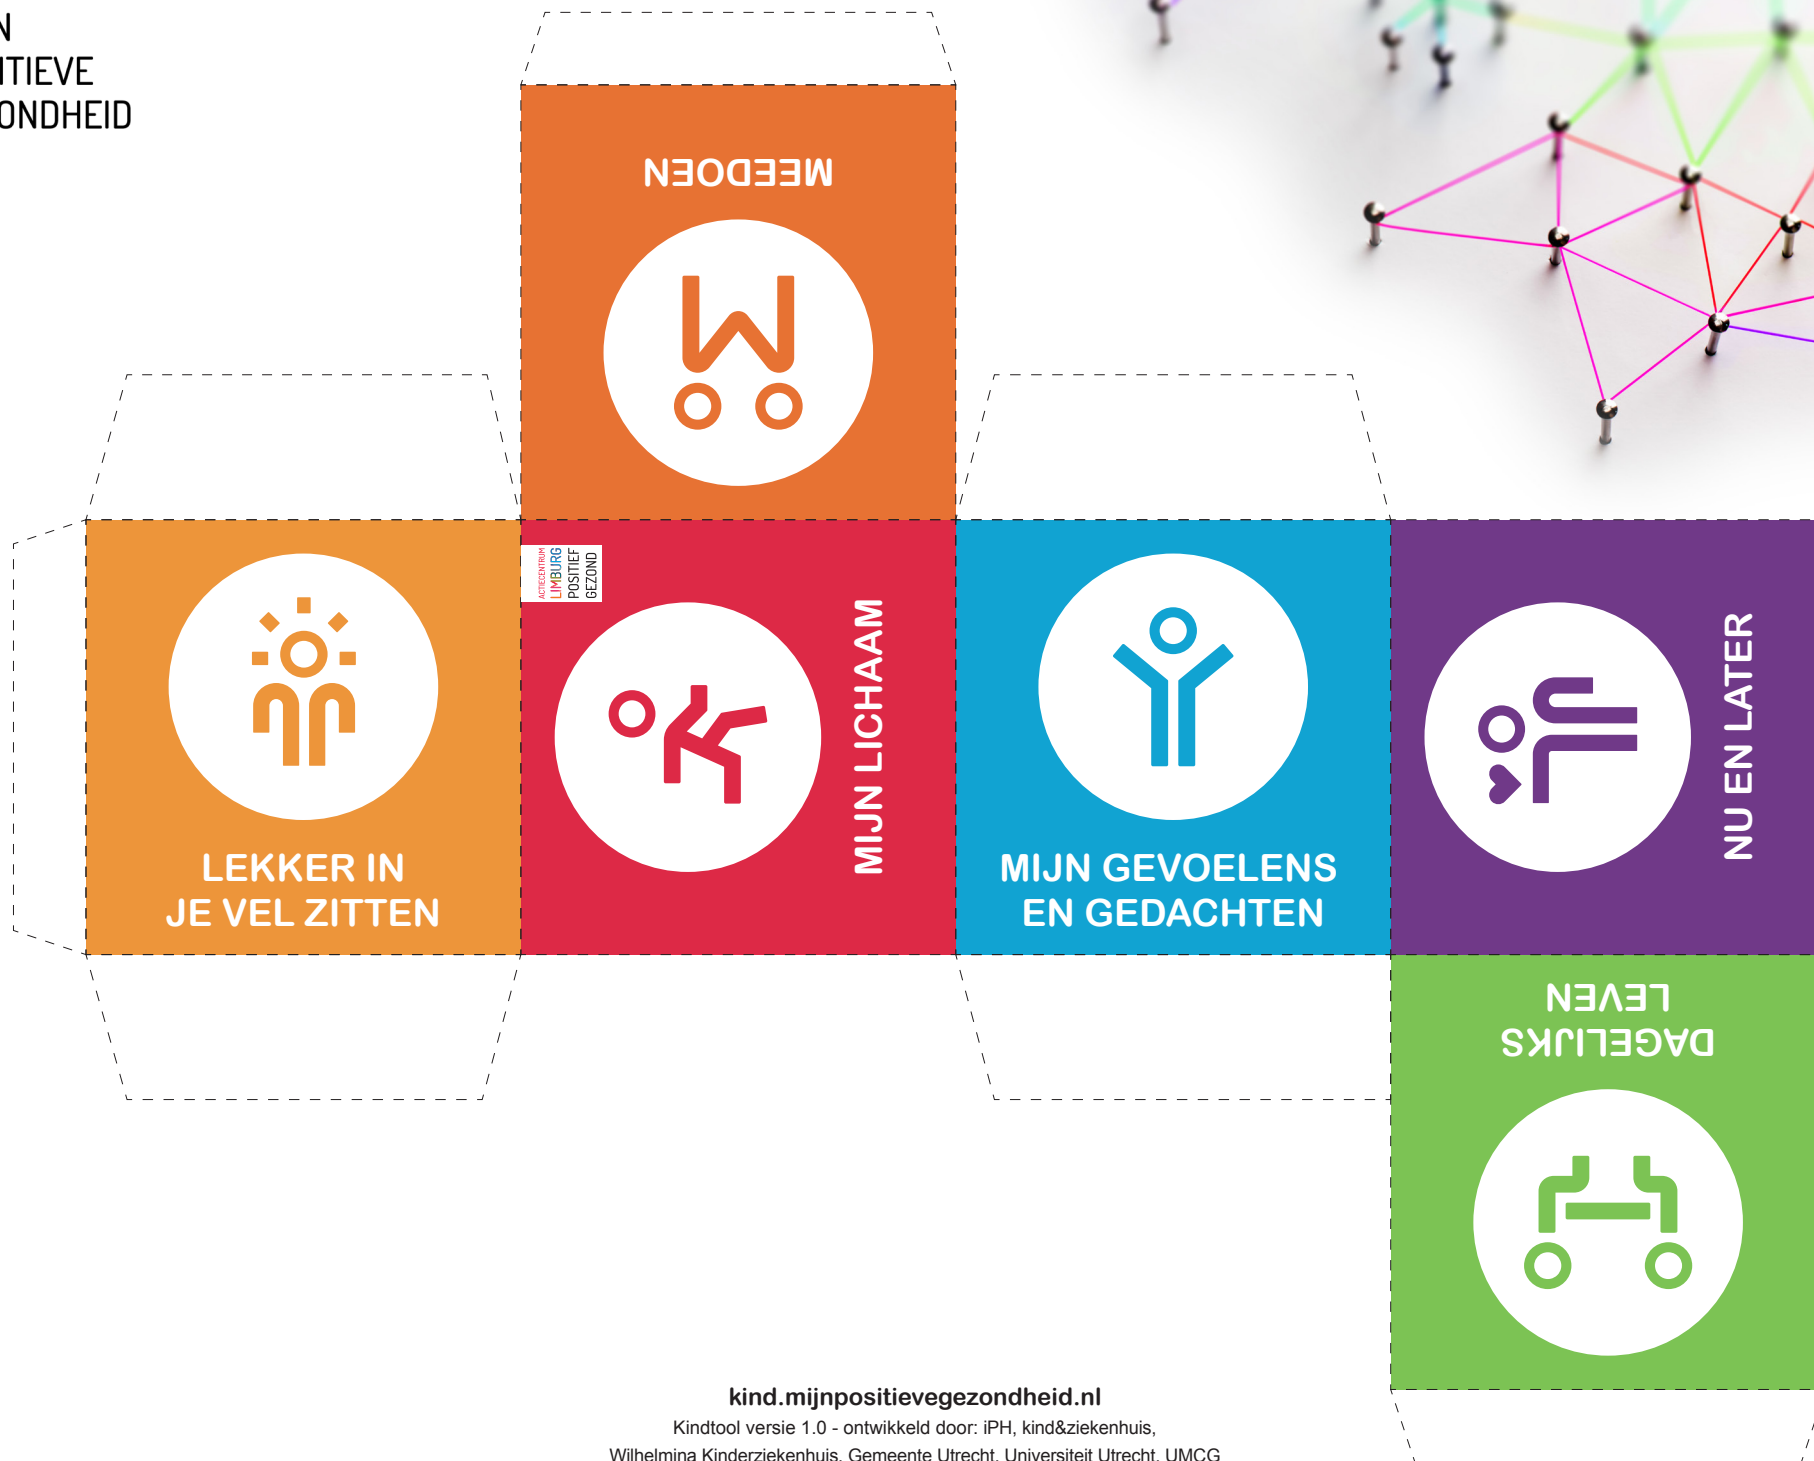 N
ITIEVE
ONDHEID
MEEDOEN
ACTIECENTRUM
LIMBURG
POSITIEF
GEZOND
LEKKER IN
JE VEL ZITTEN
MIJN LICHAAM
MIJN GEVOELENS
EN GEDACHTEN
NU EN LATER
DAGELIJKS
LEVEN
kind.mijnpositievegezondheid.nl
Kindtool versie 1.0 - ontwikkeld door: iPH, kind&ziekenhuis,
Wilhelmina Kinderziekenhuis, Gemeente Utrecht, Universiteit Utrecht, UMCG